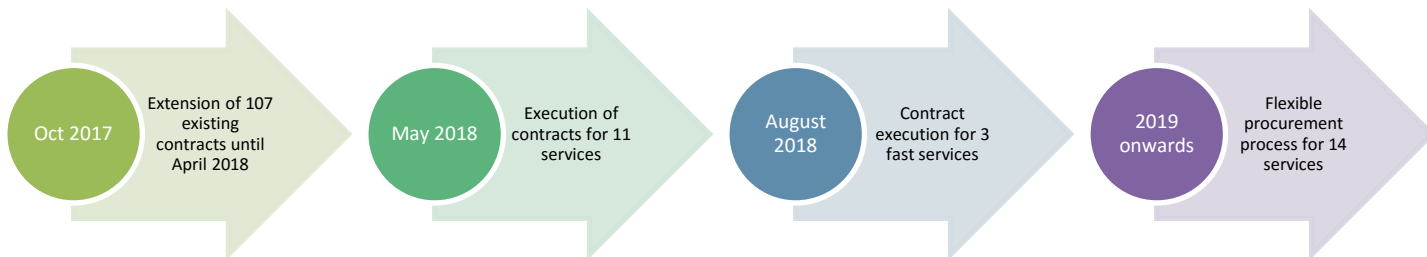 Oct 2017
Extension of 107
existing
contracts until
April 2018
May 2018
Execution of
contracts for 11
services
August
2018
Contract
execution for 3
fast services
2019
onwards
Flexible
procurement
process for 14
services